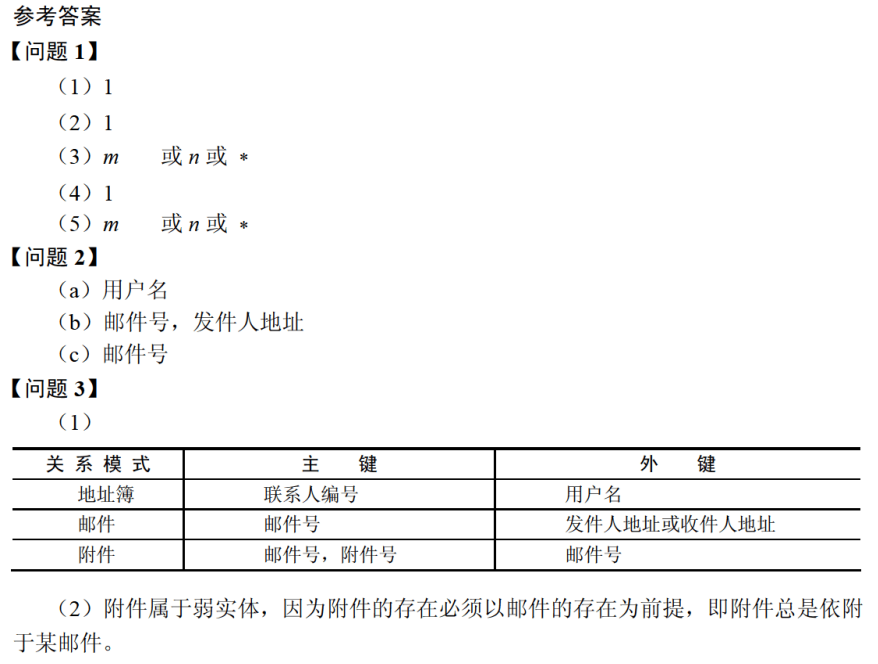 参考答案
【问题 1】
（1）1
（2）1
（3）m 或 n 或 *
（4）1
（5）m 或 n 或 *
【问题 2】
（a）用户名
（b）邮件号，发件人地址
（c）邮件号
【问题 3】
（1）
关 系 模 式 主 键 外 键
地址簿 联系人编号 用户名
邮件 邮件号 发件人地址或收件人地址
附件 邮件号，附件号 邮件号
（2）附件属于弱实体，因为附件的存在必须以邮件的存在为前提，即附件总是依附
于某邮件。